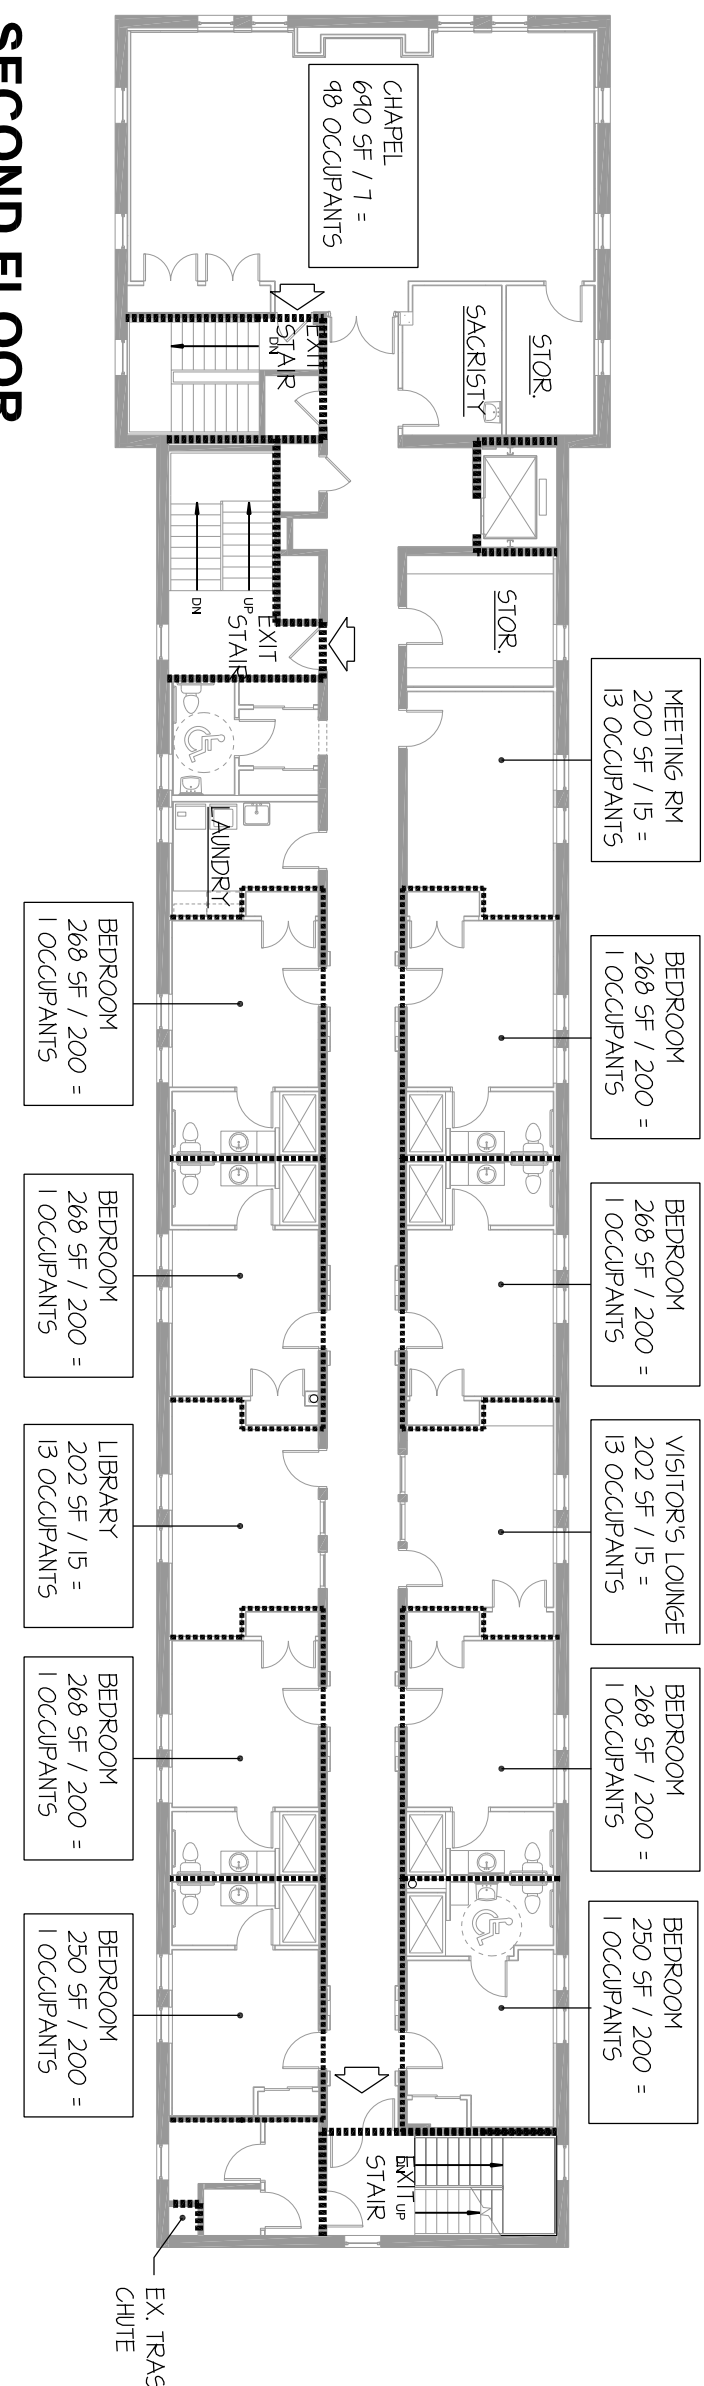 SECOND FLOOR
CHAPEL
690 SF / 7 =
98 OCCUPANTS
STOR.
SACRISTY
EXIT
STAIR
DN
STOR.
EXIT
STAIR
UP
DN
MEETING RM
200 SF / 15 =
13 OCCUPANTS
LAUNDRY
BEDROOM
268 SF / 200 =
1 OCCUPANTS
BEDROOM
268 SF / 200 =
1 OCCUPANTS
BEDROOM
268 SF / 200 =
1 OCCUPANTS
BEDROOM
268 SF / 200 =
1 OCCUPANTS
VISITOR'S LOUNGE
202 SF / 15 =
13 OCCUPANTS
LIBRARY
202 SF / 15 =
13 OCCUPANTS
BEDROOM
268 SF / 200 =
1 OCCUPANTS
BEDROOM
268 SF / 200 =
1 OCCUPANTS
BEDROOM
250 SF / 200 =
1 OCCUPANTS
BEDROOM
250 SF / 200 =
1 OCCUPANTS
EXIT
STAIR
DN
UP
EX. TRAS
CHUTE